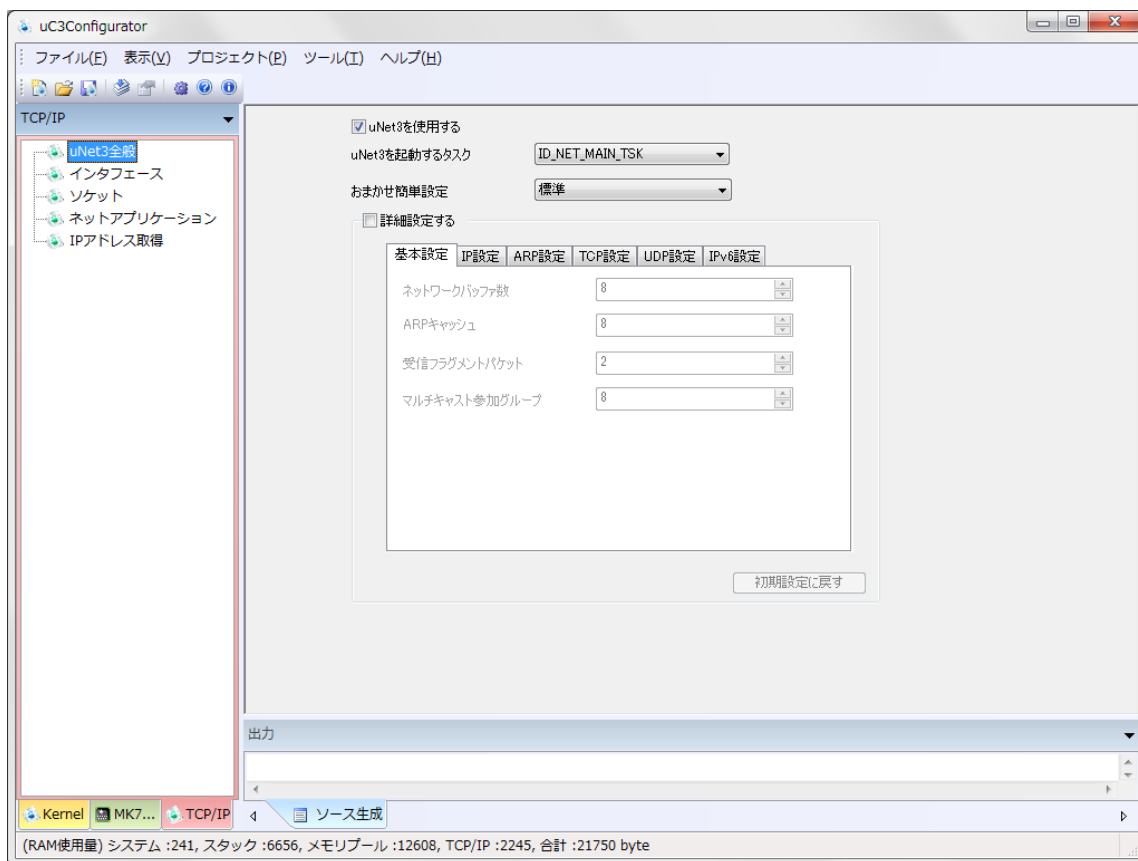 uC3Configurator
ファイル(F) 表示(V) プロジェクト(P) ツール(T) ヘルプ(H)
TCP/IP
uNet3全般
インタフェース
ソケット
ネットアプリケーション
IPアドレス取得
uNet3を使用する
uNet3を起動するタスク ID_NET_MAIN_TSK
おまかせ簡単設定 標準
詳細設定する
基本設定 IP設定 ARP設定 TCP設定 UDP設定 IPv6設定
ネットワークバッファ数 8
ARPキャッシュ 8
受信フラグメントパケット 2
マルチキャスト参加グループ 8
初期設定に戻す
出力
Kernel MK7... TCP/IP ソース生成
(RAM使用量) システム :241, スタック :6656, メモリプール :12608, TCP/IP :2245, 合計 :21750 byte